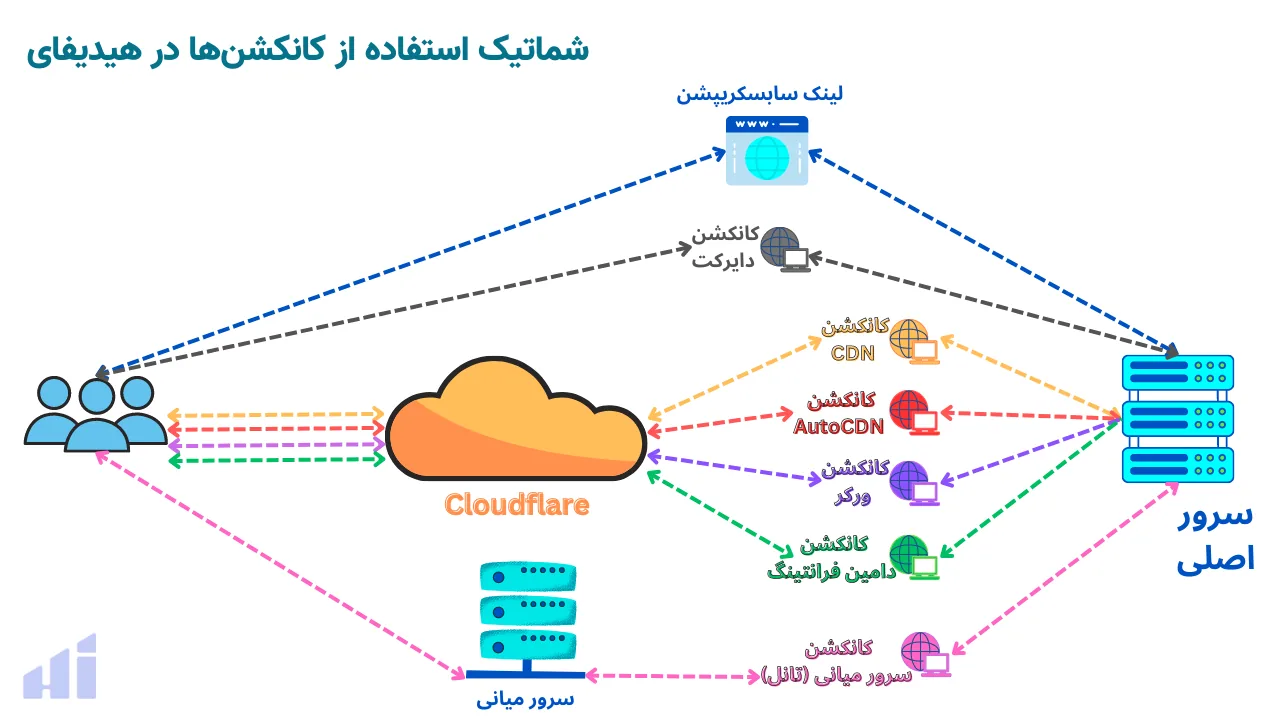 شماتیک استفاده از کانکشن‌ها در هیدیفای
لینک سابسکریپشن
WWW.
کانکشن
دایرکت
کانکشن
CDN
کانکشن
AutoCDN
کانکشن
ورکر
Cloudflare
سرور
اصلی
کانکشن
دامین فرانتینگ
کانکشن
سرور میانی (تانل)
سرور میانی